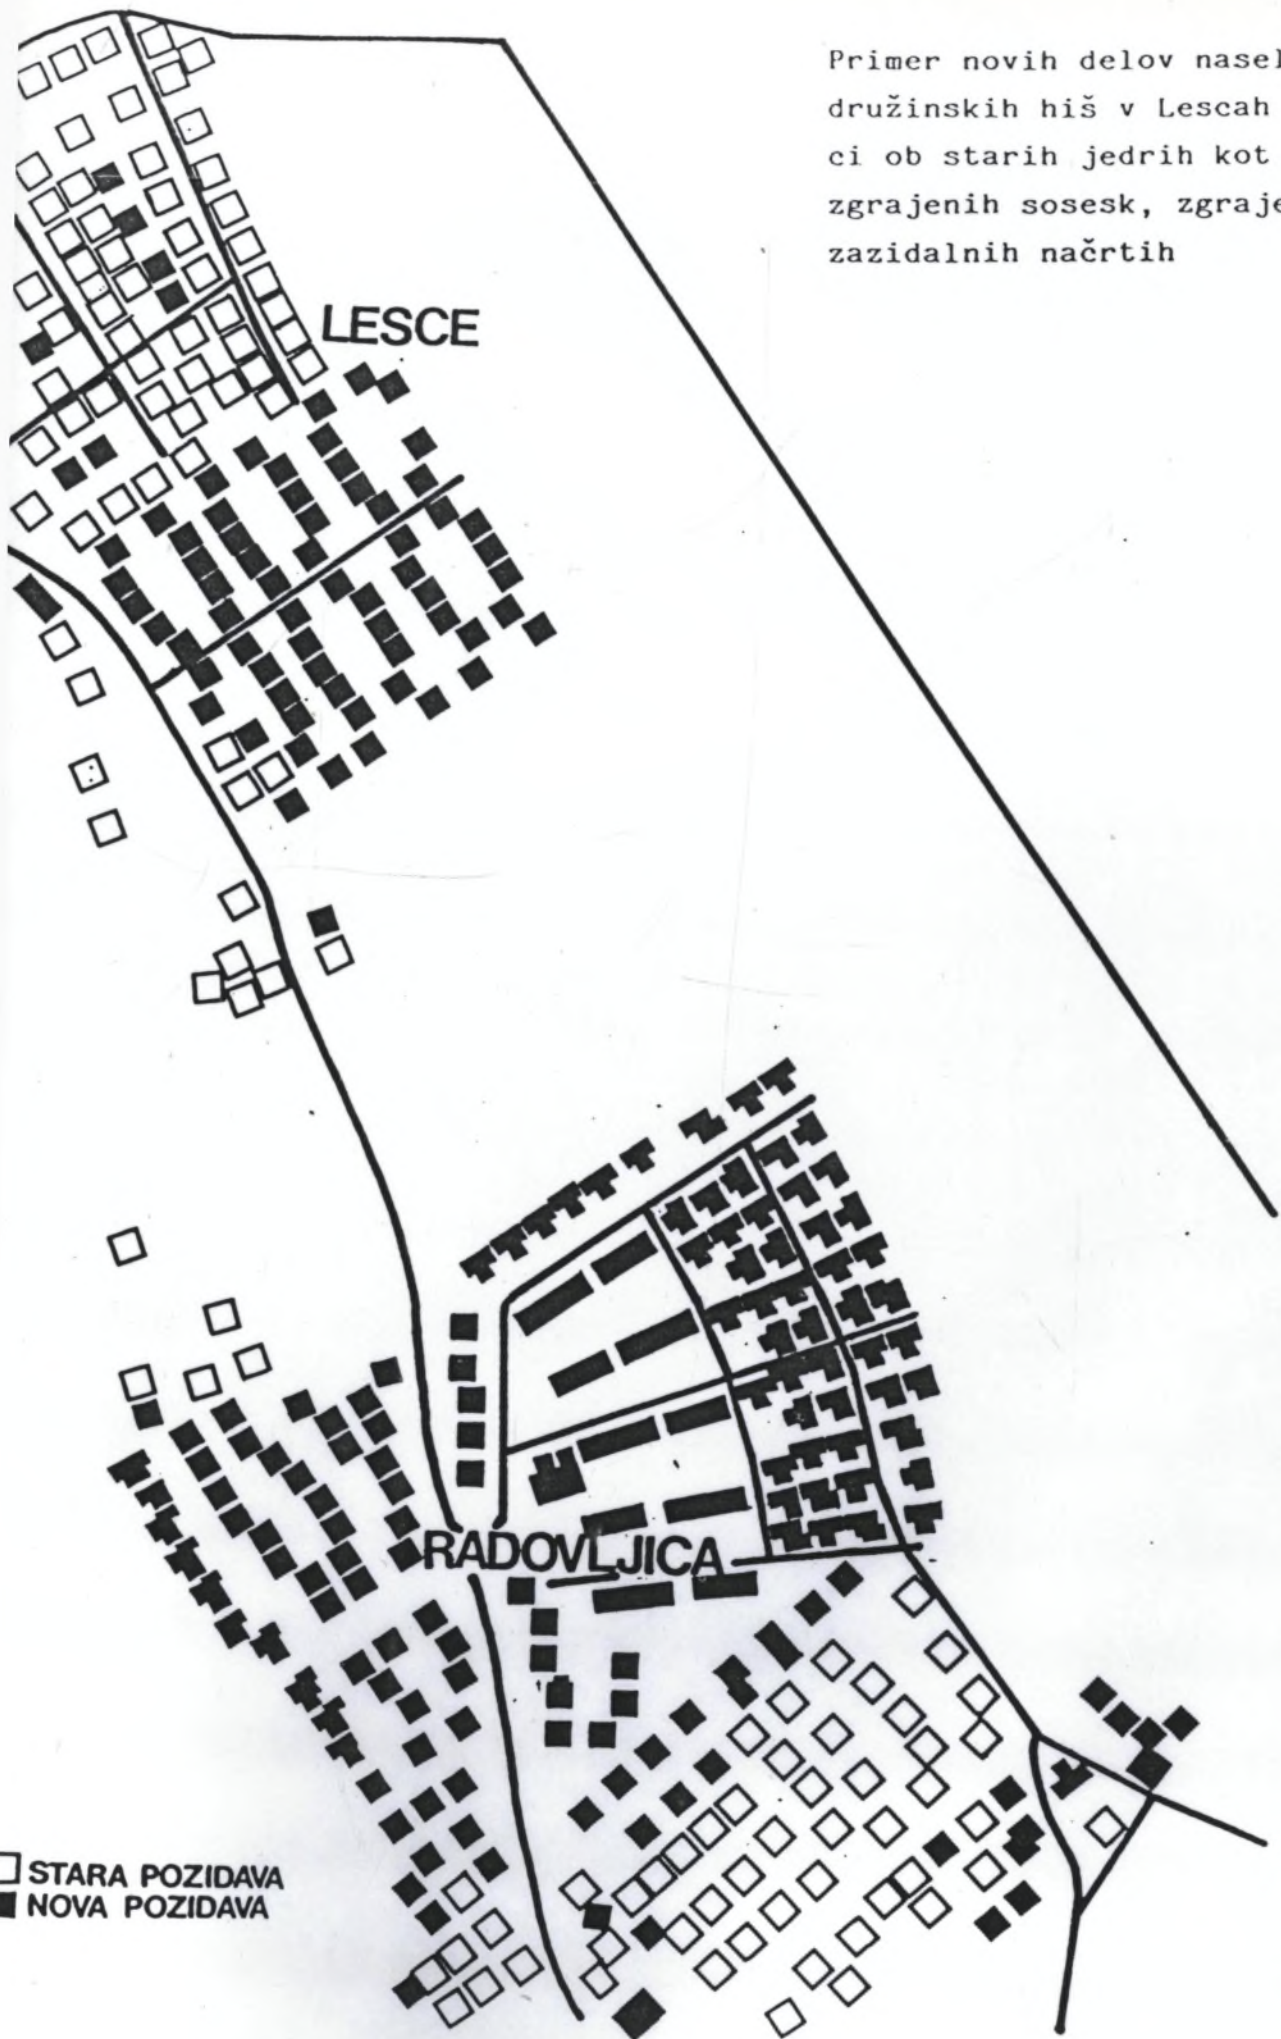 Primer novih delov nasel
družinskih hiš v Lescah
ci ob starih jedrih kot
zgrajenih sosesk, zgraje
zazidalnih načrtih
LESCE
RADOVLJICA
STARA POZIDAVA
NOVA POZIDAVA